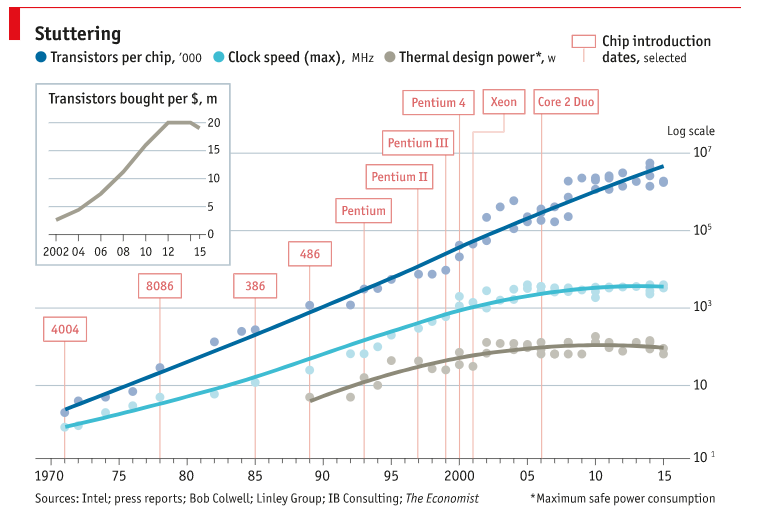 Stuttering
Transistors per chip, ’000 Clock speed (max), MHz Thermal design power*, w
Chip introduction
dates, selected
Transistors bought per $, m
20
15
10
5
0
2002 04 06 08 10 12 15
Log scale
10⁷
10⁵
10³
10
10⁻¹
4004
8086
386
486
Pentium
Pentium II
Pentium III
Pentium 4
Xeon
Core 2 Duo
1970 75 80 85 90 95 2000 05 10 15
Sources: Intel; press reports; Bob Colwell; Linley Group; IB Consulting; The Economist
*Maximum safe power consumption